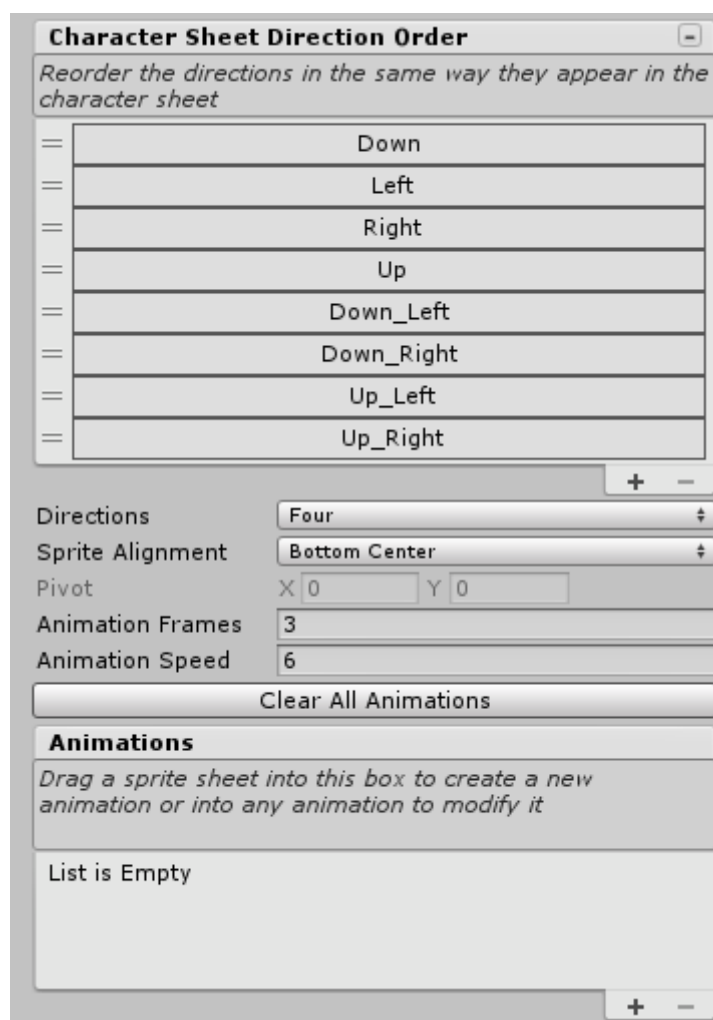 Character Sheet Direction Order
Reorder the directions in the same way they appear in the
character sheet
Down
Left
Right
Up
Down_Left
Down_Right
Up_Left
Up_Right
+ −
Directions Four
Sprite Alignment Bottom Center
Pivot X 0 Y 0
Animation Frames 3
Animation Speed 6
Clear All Animations
Animations
Drag a sprite sheet into this box to create a new
animation or into any animation to modify it
List is Empty
+ −